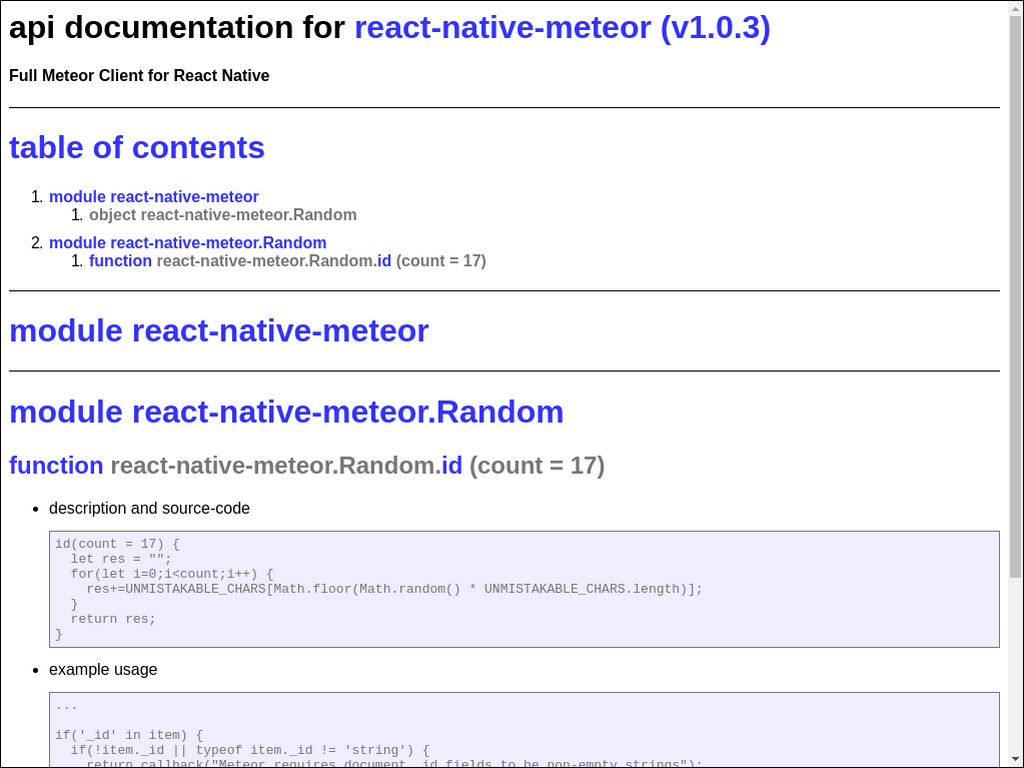 api documentation for react-native-meteor (v1.0.3)
Full Meteor Client for React Native
table of contents
1. module react-native-meteor
1. object react-native-meteor.Random
2. module react-native-meteor.Random
1. function react-native-meteor.Random.id (count = 17)
module react-native-meteor
module react-native-meteor.Random
function react-native-meteor.Random.id (count = 17)
• description and source-code
id(count = 17) {
  let res = "";
  for(let i=0;i<count;i++) {
    res+=UNMISTAKABLE_CHARS[Math.floor(Math.random() * UNMISTAKABLE_CHARS.length)];
  }
  return res;
}
• example usage
...
if('_id' in item) {
  if(!item._id || typeof item._id != 'string') {
    return callback("Meteor requires document _id fields to be non-empty strings");